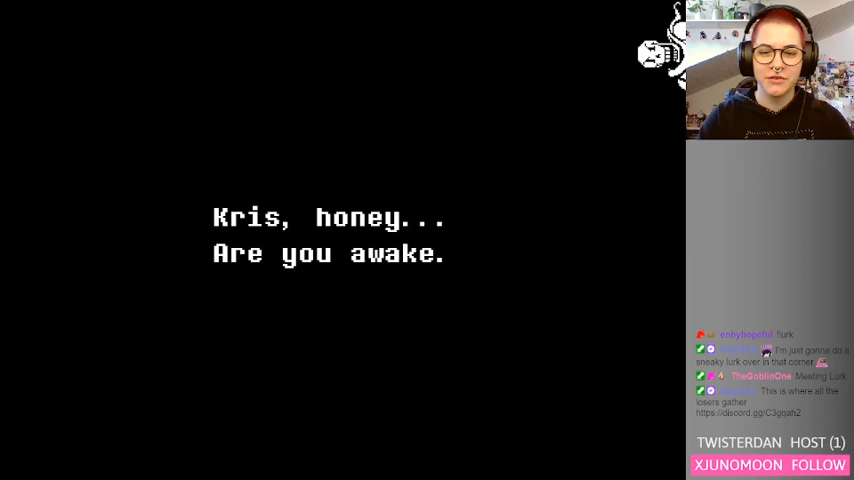 Kris, honey...
Are you awake.
enbyhopeful !lurk
I'm just gonna do a
sneaky lurk over in that corner
TheGoblinOne Meeting Lurk
This is where all the
losers gather
https://discord.gg/C3gqah2
TWISTERDAN HOST (1)
XJUNOMOON FOLLOW